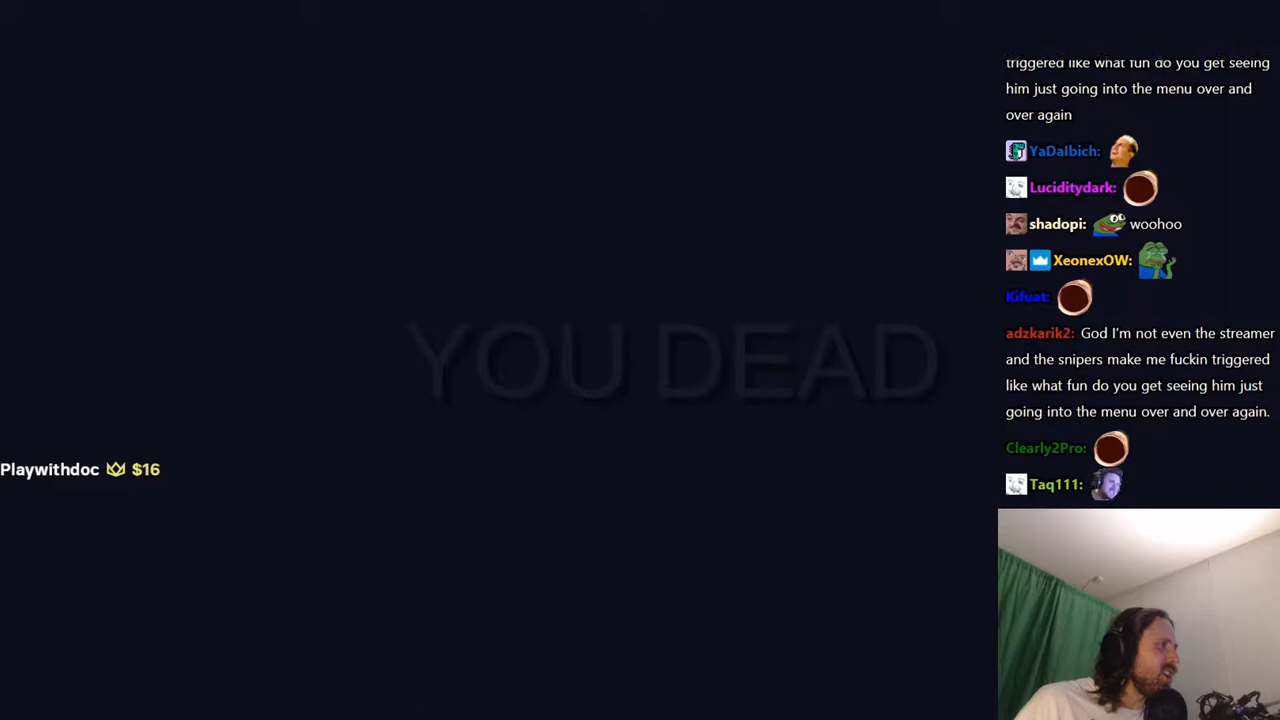 triggered like what fun do you get seeing
him just going into the menu over and
over again
YaDaIbich:
Luciditydark:
shadopi: woohoo
XeonexOW:
Kifuat:
adzkarik2: God I'm not even the streamer
and the snipers make me fuckin triggered
like what fun do you get seeing him just
going into the menu over and over again.
Clearly2Pro:
Taq111:
YOU DEAD
Playwithdoc $16